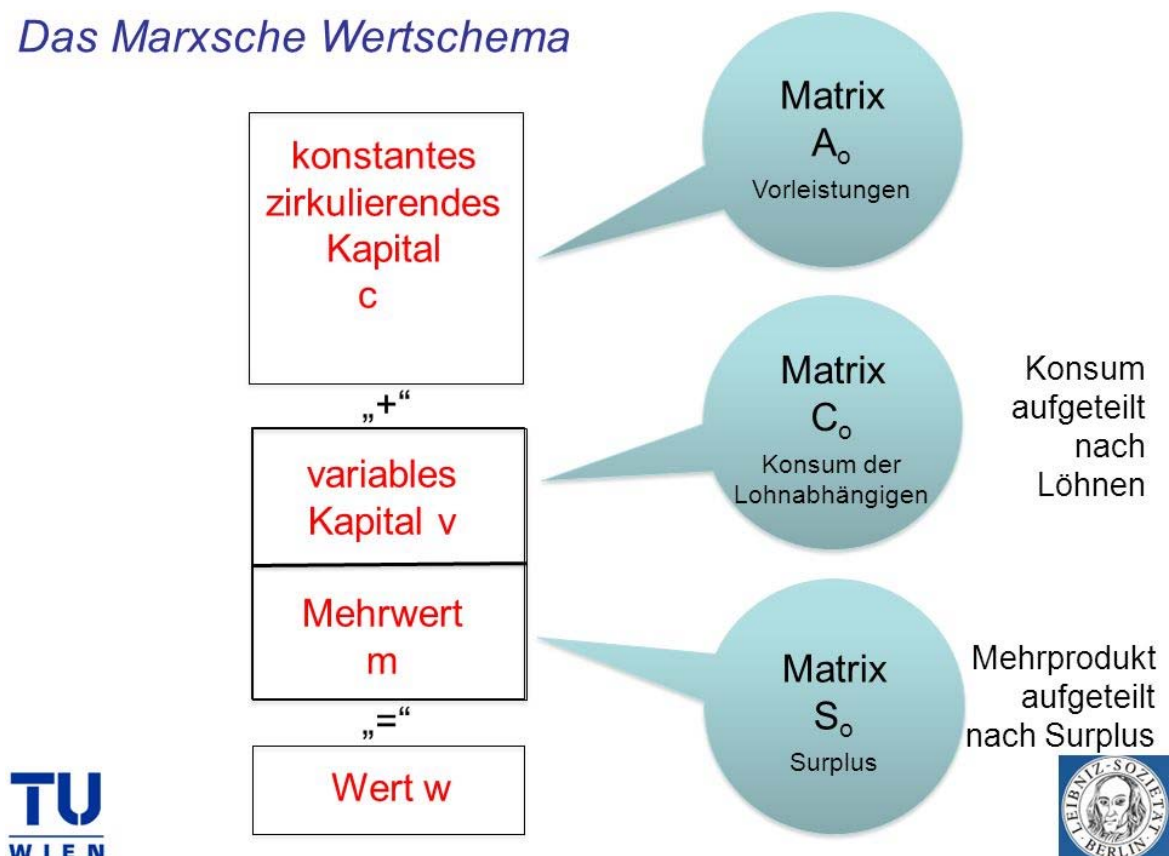 Das Marxsche Wertschema
konstantes
zirkulierendes
Kapital
c
Matrix
Aₒ
Vorleistungen
„+“
variables
Kapital v
Matrix
Cₒ
Konsum der
Lohnabhängigen
Konsum
aufgeteilt
nach
Löhnen
Mehrwert
m
Matrix
Sₒ
Surplus
Mehrprodukt
aufgeteilt
nach Surplus
„=“
Wert w
TU
WIEN
LEIBNIZ-SOZIETÄT
BERLIN